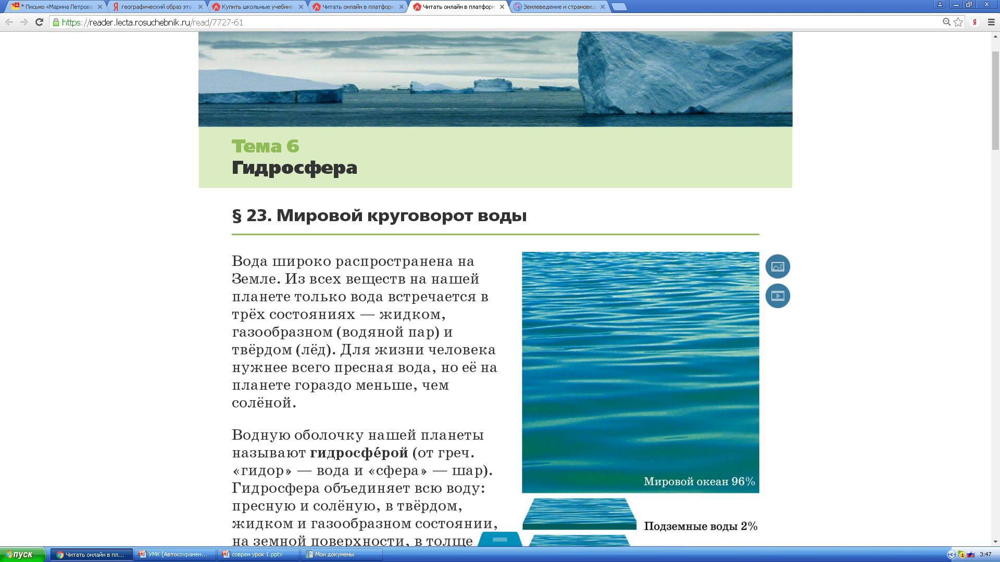 * Письмо «Марина Петрова
географический образ это
Купить школьные учебник
Читать онлайн в платфор
Читать онлайн в платфор
Землеведение и страновед
https://reader.lecta.rosuchebnik.ru/read/7727-61
Тема 6
Гидросфера
§ 23. Мировой круговорот воды
Вода широко распространена на
Земле. Из всех веществ на нашей
планете только вода встречается в
трёх состояниях — жидком,
газообразном (водяной пар) и
твёрдом (лёд). Для жизни человека
нужнее всего пресная вода, но её на
планете гораздо меньше, чем
солёной.
Водную оболочку нашей планеты
называют гидросфе́рой (от греч.
«гидор» — вода и «сфера» — шар).
Гидросфера объединяет всю воду:
пресную и солёную, в твёрдом,
жидком и газообразном состоянии,
на земной поверхности, в толще
Мировой океан 96%
Подземные воды 2%
пуск
Читать онлайн в пл...
УМК [Автосохранен...
соврем урок 1.pptx
Мои докумены
3:47